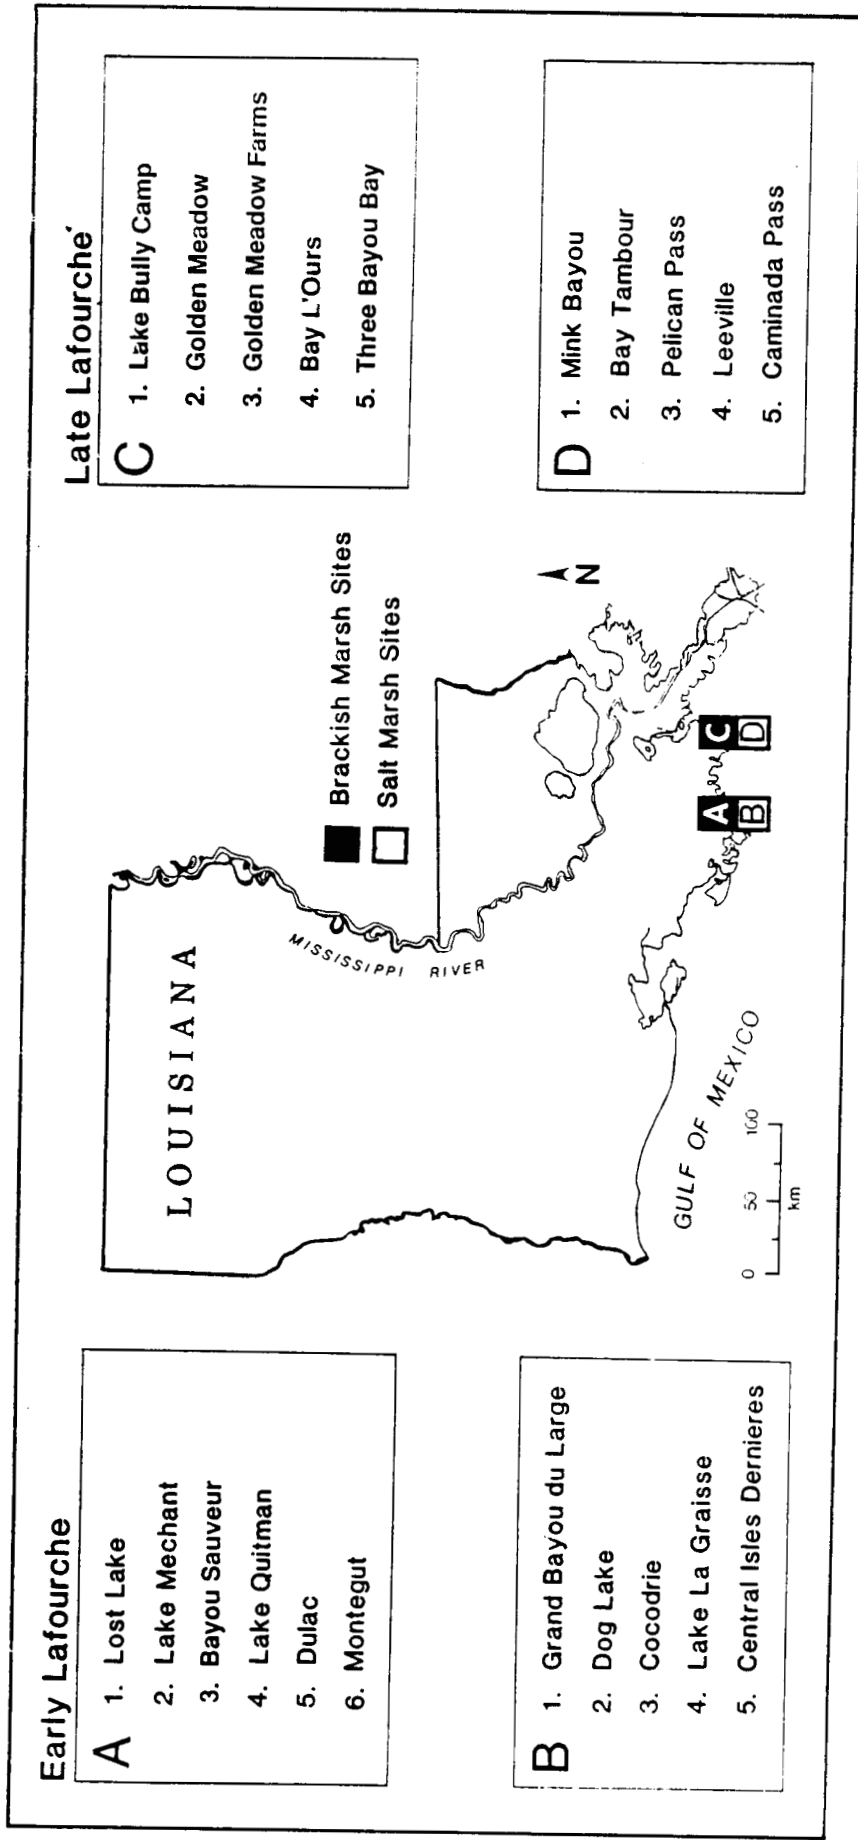 Early Lafourche
A
1. Lost Lake
2. Lake Mechant
3. Bayou Sauveur
4. Lake Quitman
5. Dulac
6. Montegut
B
1. Grand Bayou du Large
2. Dog Lake
3. Cocodrie
4. Lake La Graisse
5. Central Isles Dernieres
LOUISIANA
MISSISSIPPI RIVER
Brackish Marsh Sites
Salt Marsh Sites
N
A
C
B
D
GULF OF MEXICO
0 50 100
km
Late Lafourche
C
1. Lake Bully Camp
2. Golden Meadow
3. Golden Meadow Farms
4. Bay L'Ours
5. Three Bayou Bay
D
1. Mink Bayou
2. Bay Tambour
3. Pelican Pass
4. Leeville
5. Caminada Pass